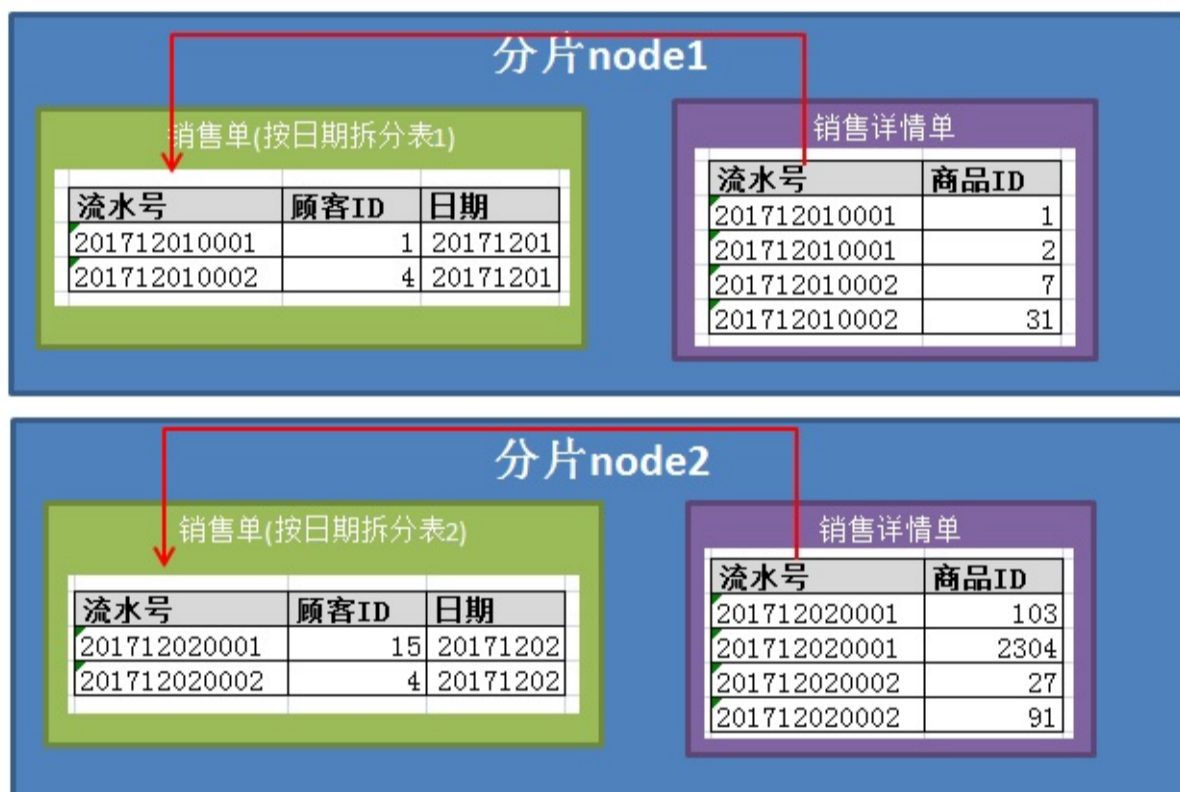 分片node1
销售单(按日期拆分表1)
流水号 顾客ID 日期
201712010001 1 20171201
201712010002 4 20171201
销售详情单
流水号 商品ID
201712010001 1
201712010001 2
201712010002 7
201712010002 31
分片node2
销售单(按日期拆分表2)
流水号 顾客ID 日期
201712020001 15 20171202
201712020002 4 20171202
销售详情单
流水号 商品ID
201712020001 103
201712020001 2304
201712020002 27
201712020002 91